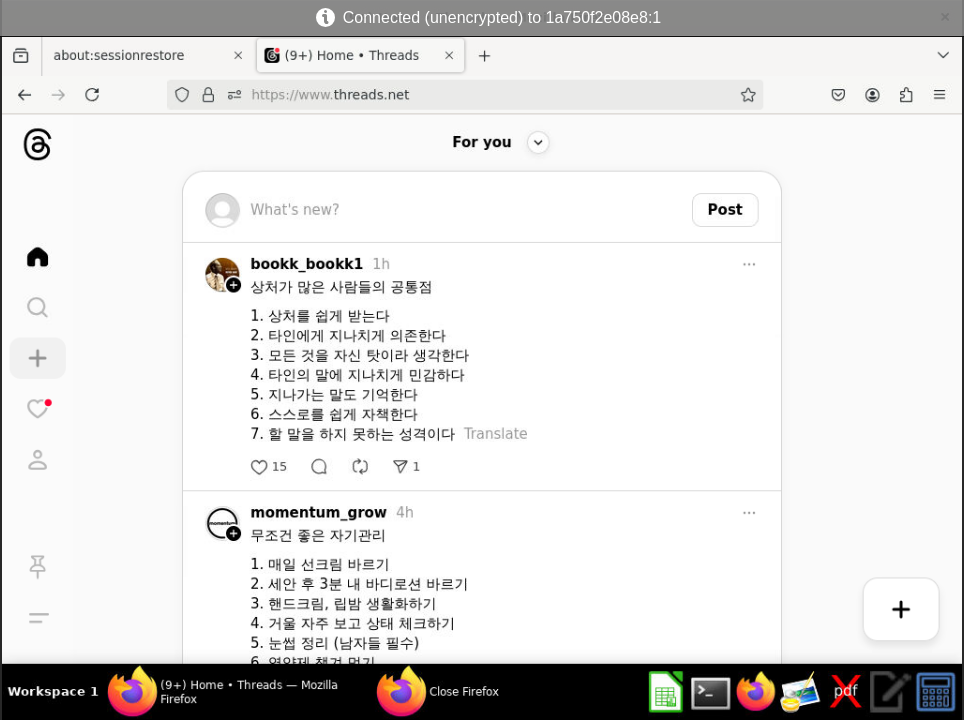 Connected (unencrypted) to 1a750f2e08e8:1
about:sessionrestore
(9+) Home • Threads
https://www.threads.net
For you
What's new?
Post
bookk_bookk1 1h
상처가 많은 사람들의 공통점
1. 상처를 쉽게 받는다
2. 타인에게 지나치게 의존한다
3. 모든 것을 자신 탓이라 생각한다
4. 타인의 말에 지나치게 민감하다
5. 지나가는 말도 기억한다
6. 스스로를 쉽게 자책한다
7. 할 말을 하지 못하는 성격이다 Translate
15
1
momentum_grow 4h
무조건 좋은 자기관리
1. 매일 선크림 바르기
2. 세안 후 3분 내 바디로션 바르기
3. 핸드크림, 립밤 생활화하기
4. 거울 자주 보고 상태 체크하기
5. 눈썹 정리 (남자들 필수)
6. 영양제 챙겨 먹기
Workspace 1
(9+) Home • Threads — Mozilla
Firefox
Close Firefox
pdf